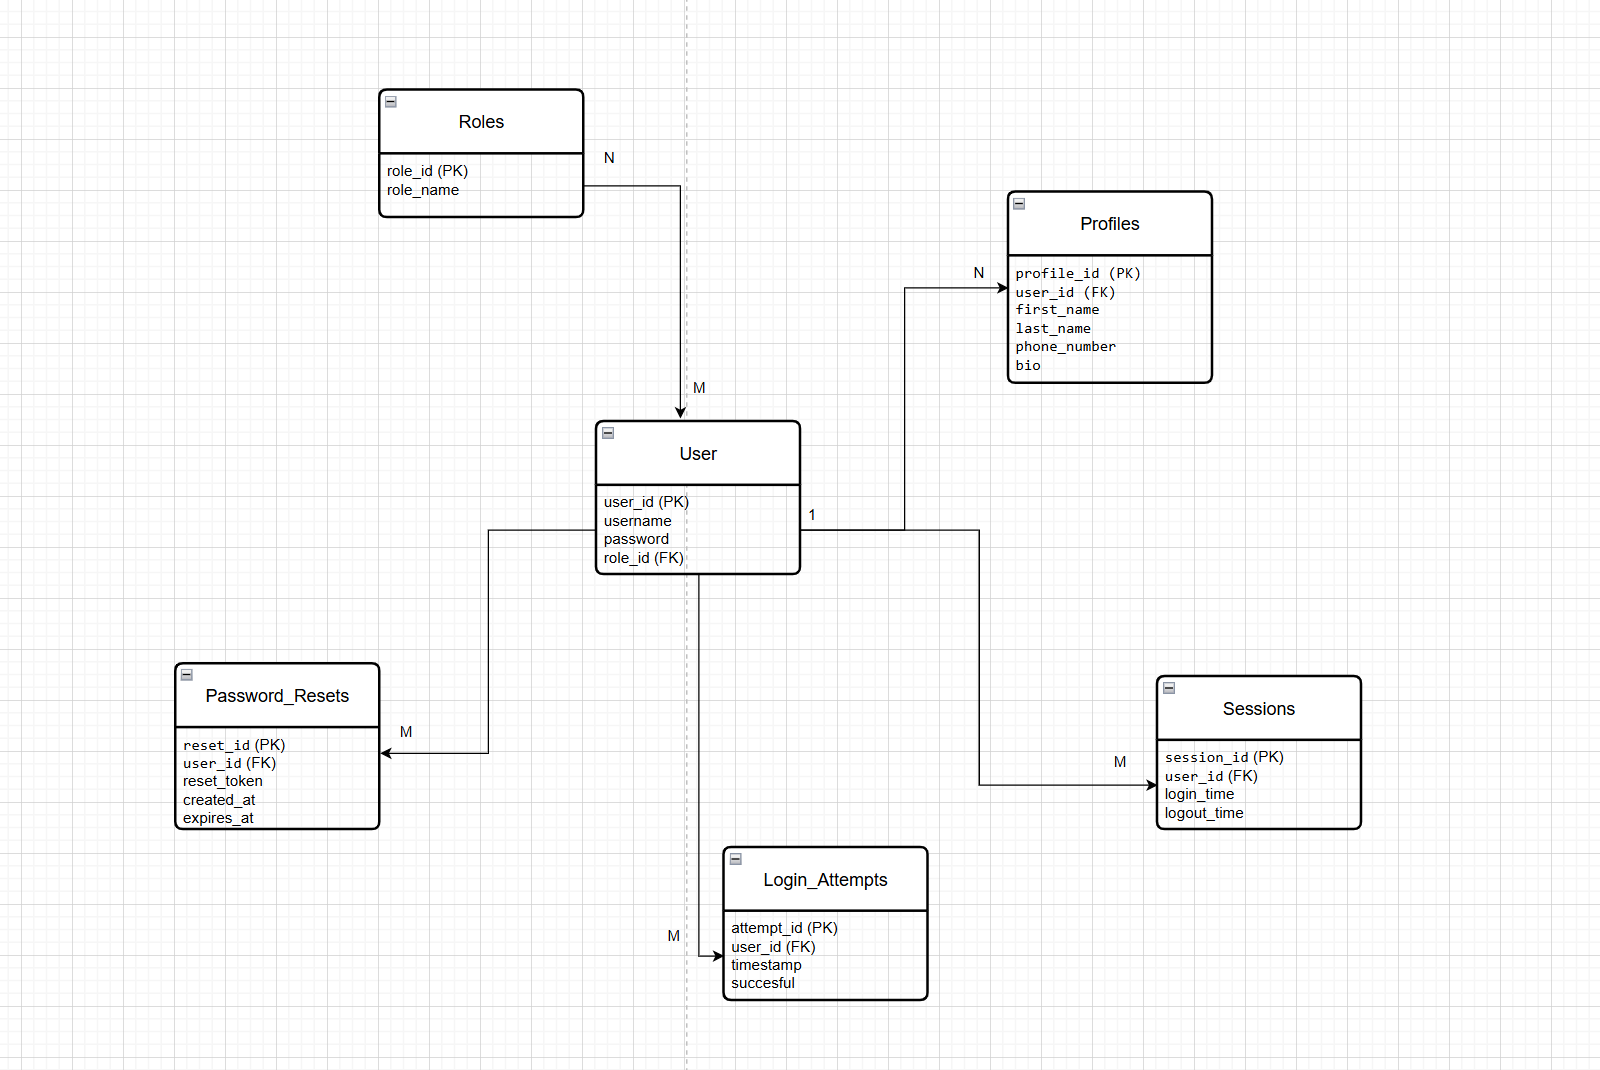 Roles
role_id (PK)
role_name
N
M
Profiles
N
profile_id (PK)
user_id (FK)
first_name
last_name
phone_number
bio
User
user_id (PK)
username
password
role_id (FK)
1
Password_Resets
M
reset_id (PK)
user_id (FK)
reset_token
created_at
expires_at
Sessions
M
session_id (PK)
user_id (FK)
login_time
logout_time
Login_Attempts
M
attempt_id (PK)
user_id (FK)
timestamp
succesful